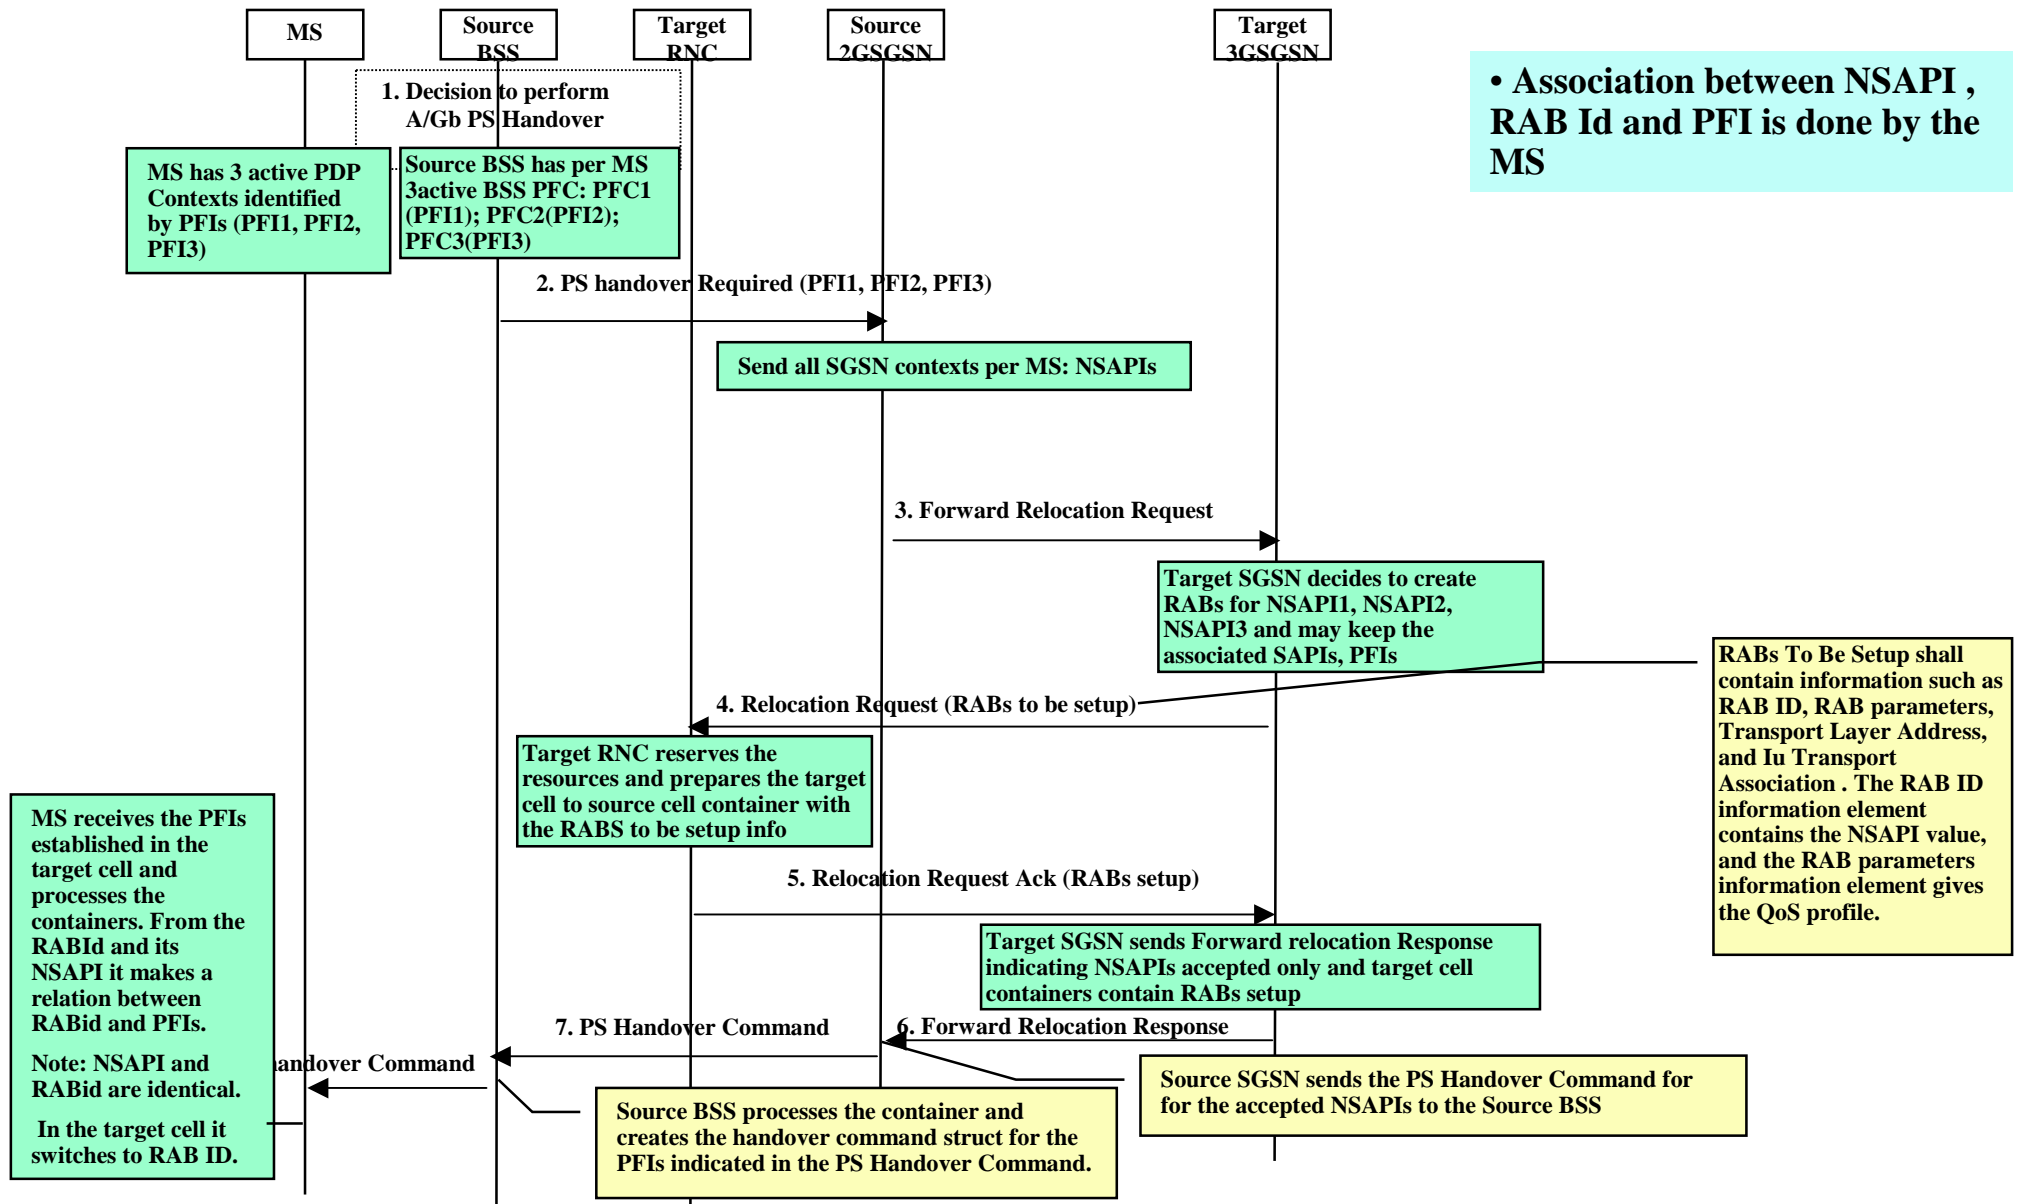 MS
Source
BSS
Target
RNC
Source
2GSGSN
Target
3GSGSN
• Association between NSAPI ,
RAB Id and PFI is done by the
MS
1. Decision to perform
A/Gb PS Handover
MS has 3 active PDP
Contexts identified
by PFIs (PFI1, PFI2,
PFI3)
Source BSS has per MS
3active BSS PFC: PFC1
(PFI1); PFC2(PFI2);
PFC3(PFI3)
2. PS handover Required (PFI1, PFI2, PFI3)
Send all SGSN contexts per MS: NSAPIs
3. Forward Relocation Request
Target SGSN decides to create
RABs for NSAPI1, NSAPI2,
NSAPI3 and may keep the
associated SAPIs, PFIs
RABs To Be Setup shall
contain information such as
RAB ID, RAB parameters,
Transport Layer Address,
and Iu Transport
Association . The RAB ID
information element
contains the NSAPI value,
and the RAB parameters
information element gives
the QoS profile.
4. Relocation Request (RABs to be setup)
Target RNC reserves the
resources and prepares the target
cell to source cell container with
the RABS to be setup info
MS receives the PFIs
established in the
target cell and
processes the
containers. From the
RABId and its
NSAPI it makes a
relation between
RABid and PFIs.
Note: NSAPI and
RABid are identical.
In the target cell it
switches to RAB ID.
5. Relocation Request Ack (RABs setup)
Target SGSN sends Forward relocation Response
indicating NSAPIs accepted only and target cell
containers contain RABs setup
7. PS Handover Command
6. Forward Relocation Response
andover Command
Source SGSN sends the PS Handover Command for
for the accepted NSAPIs to the Source BSS
Source BSS processes the container and
creates the handover command struct for the
PFIs indicated in the PS Handover Command.